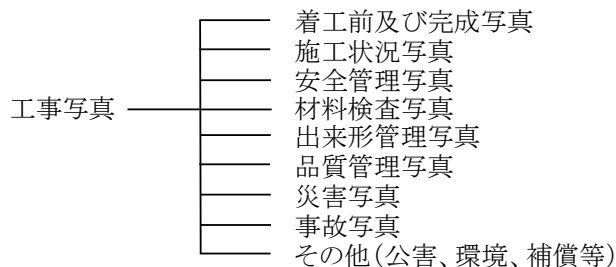 着工前及び完成写真
施工状況写真
安全管理写真
工事写真
材料検査写真
出来形管理写真
品質管理写真
災害写真
事故写真
その他(公害、環境、補償等)